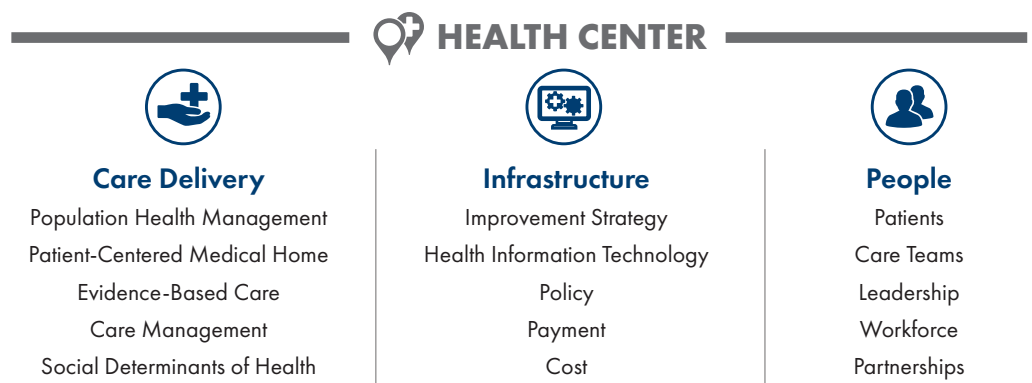 HEALTH CENTER
Care Delivery
Population Health Management
Patient-Centered Medical Home
Evidence-Based Care
Care Management
Social Determinants of Health
Infrastructure
Improvement Strategy
Health Information Technology
Policy
Payment
Cost
People
Patients
Care Teams
Leadership
Workforce
Partnerships